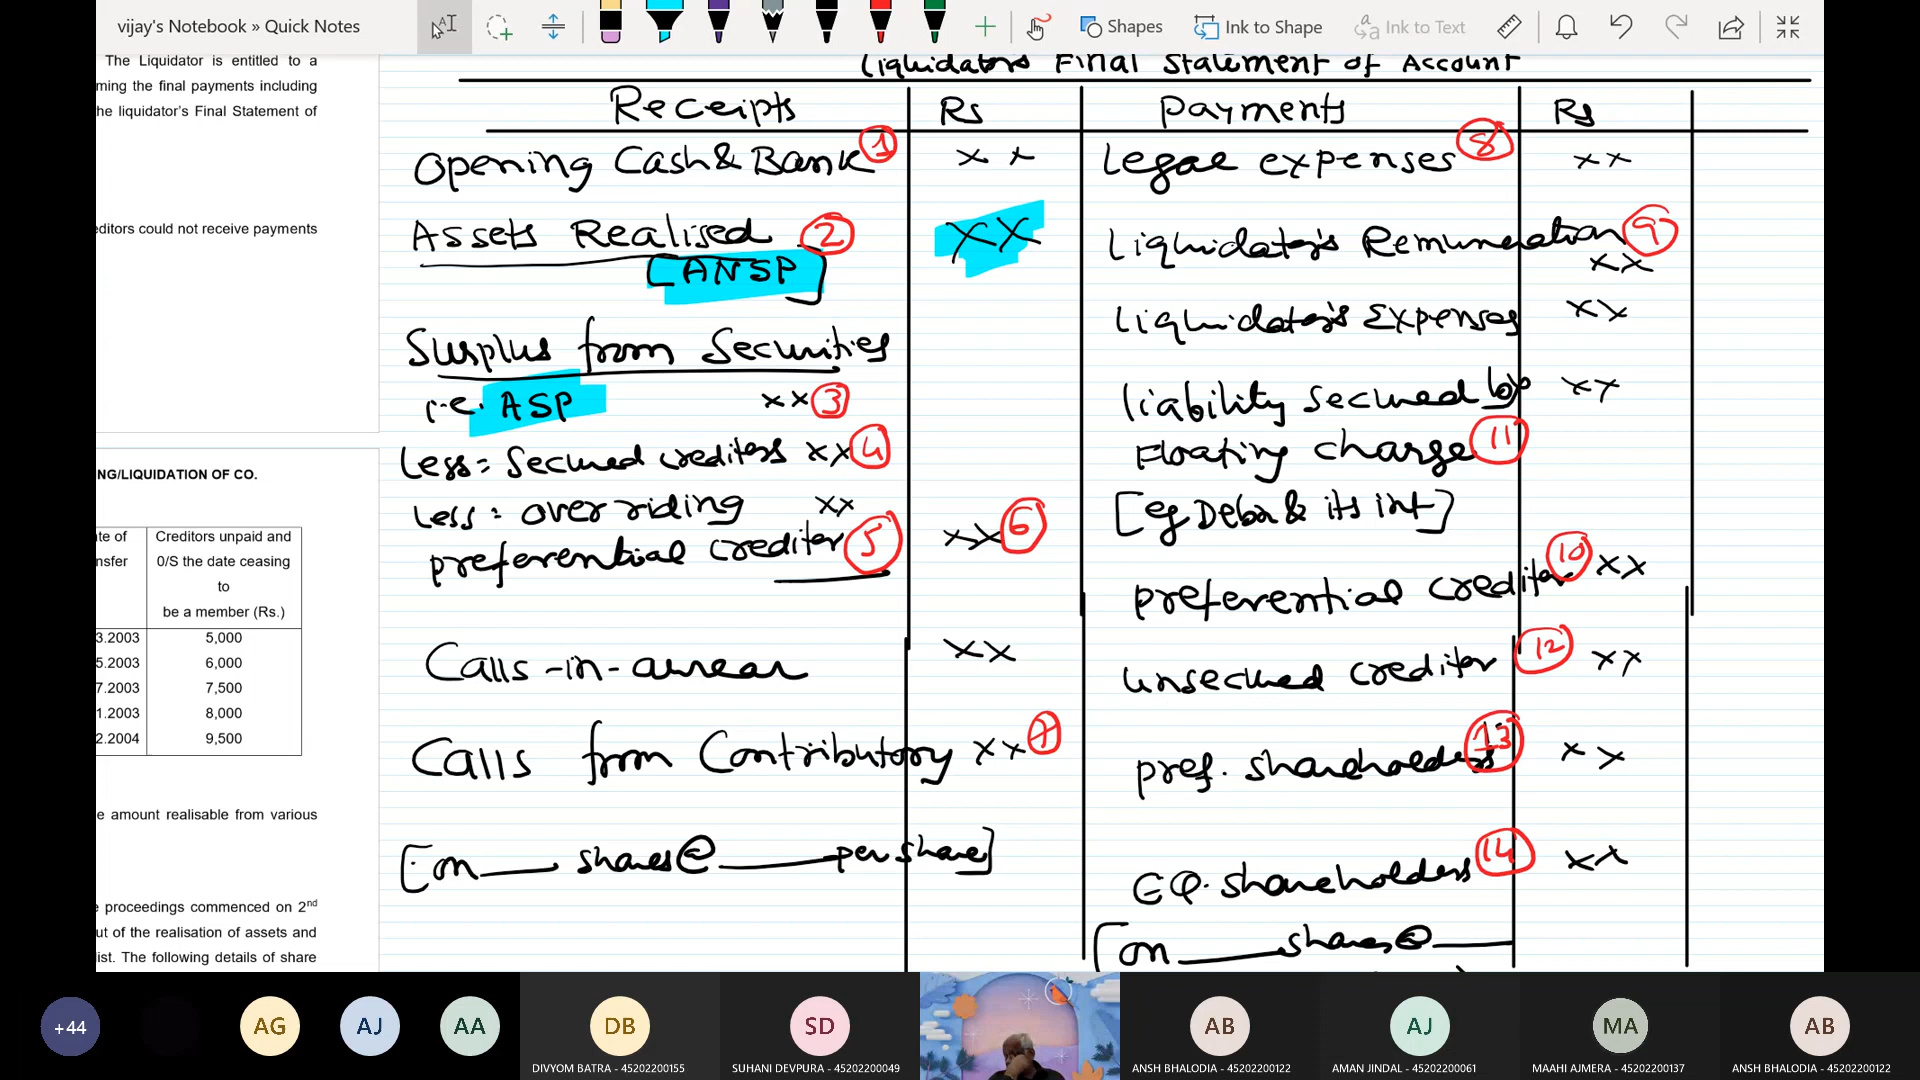 vijay's Notebook » Quick Notes
Shapes
Ink to Shape
Ink to Text
The Liquidator is entitled to a
ming the final payments including
he liquidator's Final Statement of
editors could not receive payments
NG/LIQUIDATION OF CO.
te of
nsfer
Creditors unpaid and
0/S the date ceasing
to
be a member (Rs.)
3.2003 5,000
5.2003 6,000
7.2003 7,500
1.2003 8,000
2.2004 9,500
e amount realisable from various
e proceedings commenced on 2nd
ut of the realisation of assets and
list. The following details of share
Liquidators Final Statement of Account
Receipts Rs Payments Rs
Opening Cash & Bank 1 x x
Assets Realised 2 XX
[ANSP]
Surplus from Securities
i.e. ASP xx 3
Less = Secured creditors xx 4
Less = over riding xx
preferential creditor 5 xx 6
Calls-in-arrear xx
Calls from Contributory xx 7
[on ___ shares @ ___ per share]
Legal expenses 8 xx
Liquidator's Remuneration 9
xx
Liquidator's Expenses xx
liability secured by xx
Floating charge 11
[eg Debn & its int]
preferential creditor 10 xx
unsecured creditor 12 xx
pref. shareholders 13 x x
EQ. shareholders 14 xx
[on ___ shares @ ___
+44
AG
AJ
AA
DB
DIVYOM BATRA - 45202200155
SD
SUHANI DEVPURA - 45202200049
AB
ANSH BHALODIA - 45202200122
AJ
AMAN JINDAL - 45202200061
MA
MAAHI AJMERA - 45202200137
AB
ANSH BHALODIA - 45202200122